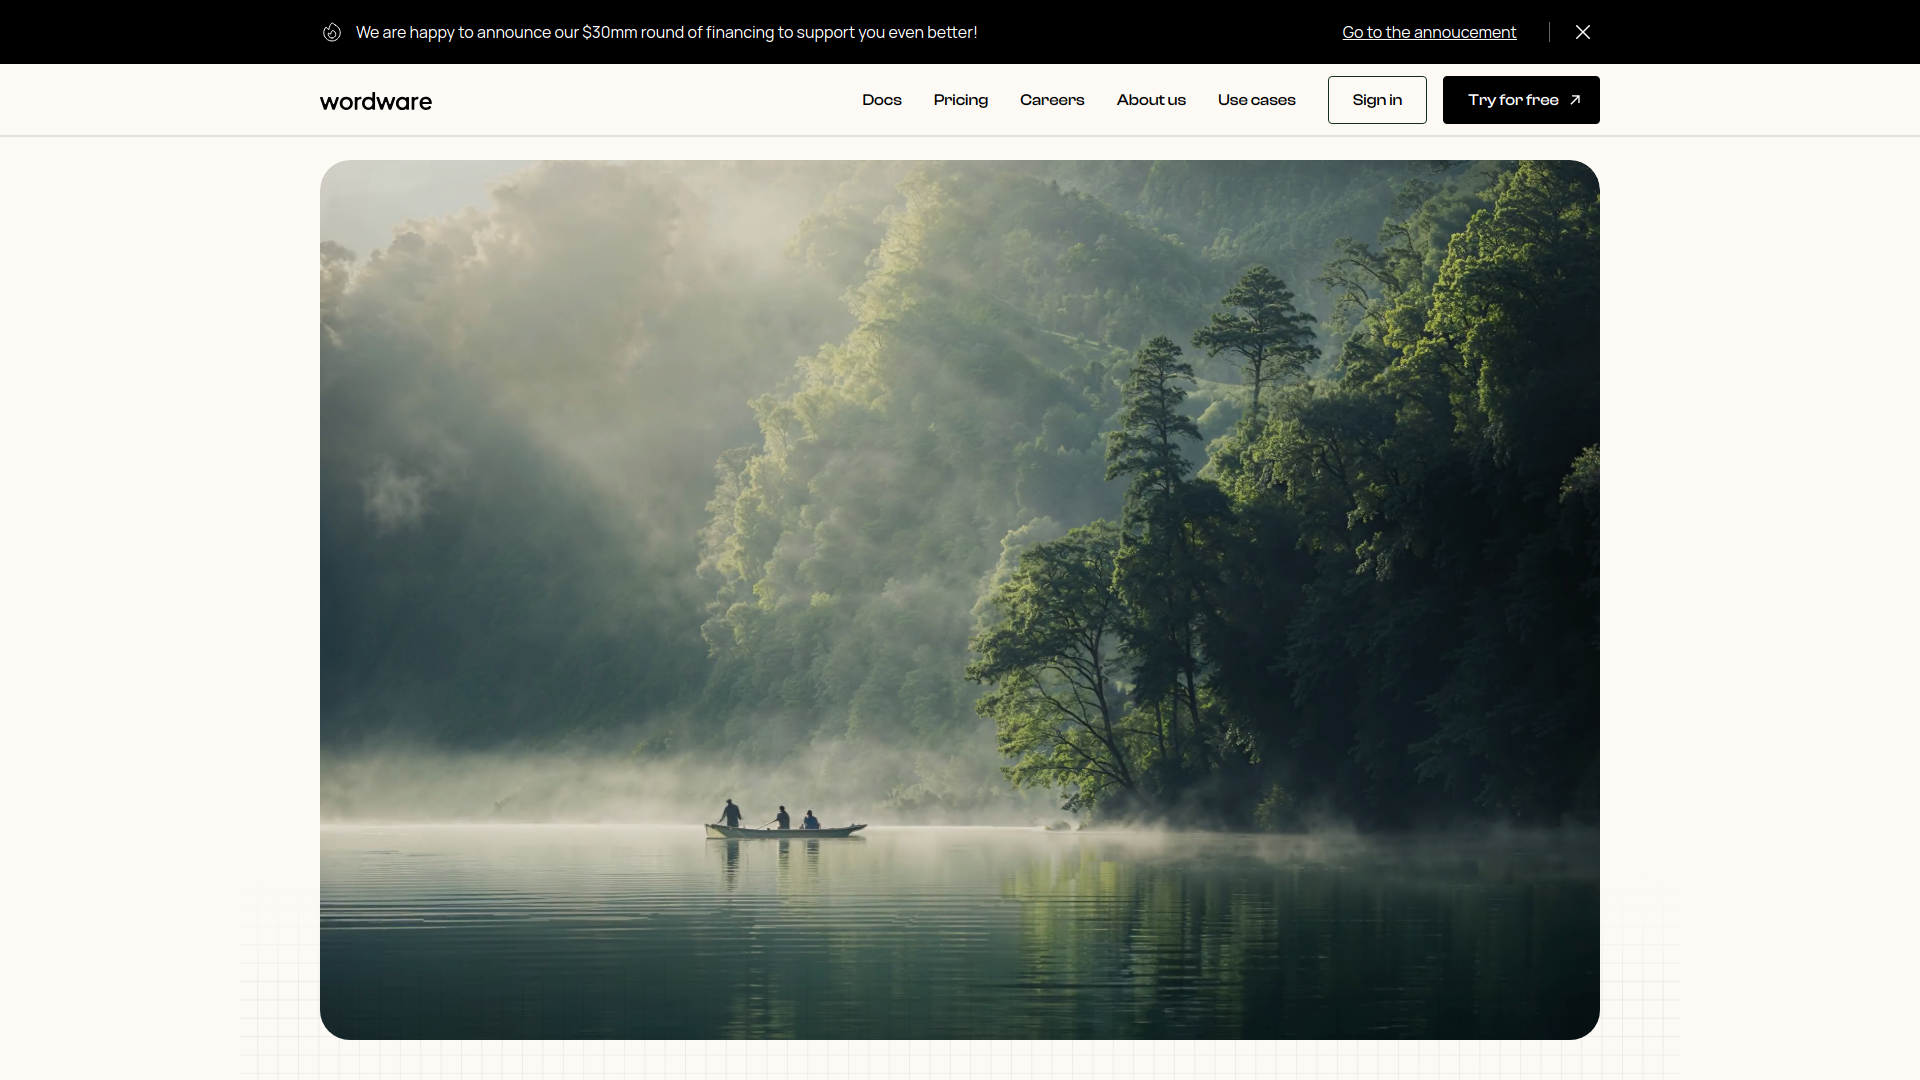 We are happy to announce our $30mm round of financing to support you even better!
Go to the annoucement
wordware
Docs
Pricing
Careers
About us
Use cases
Sign in
Try for free